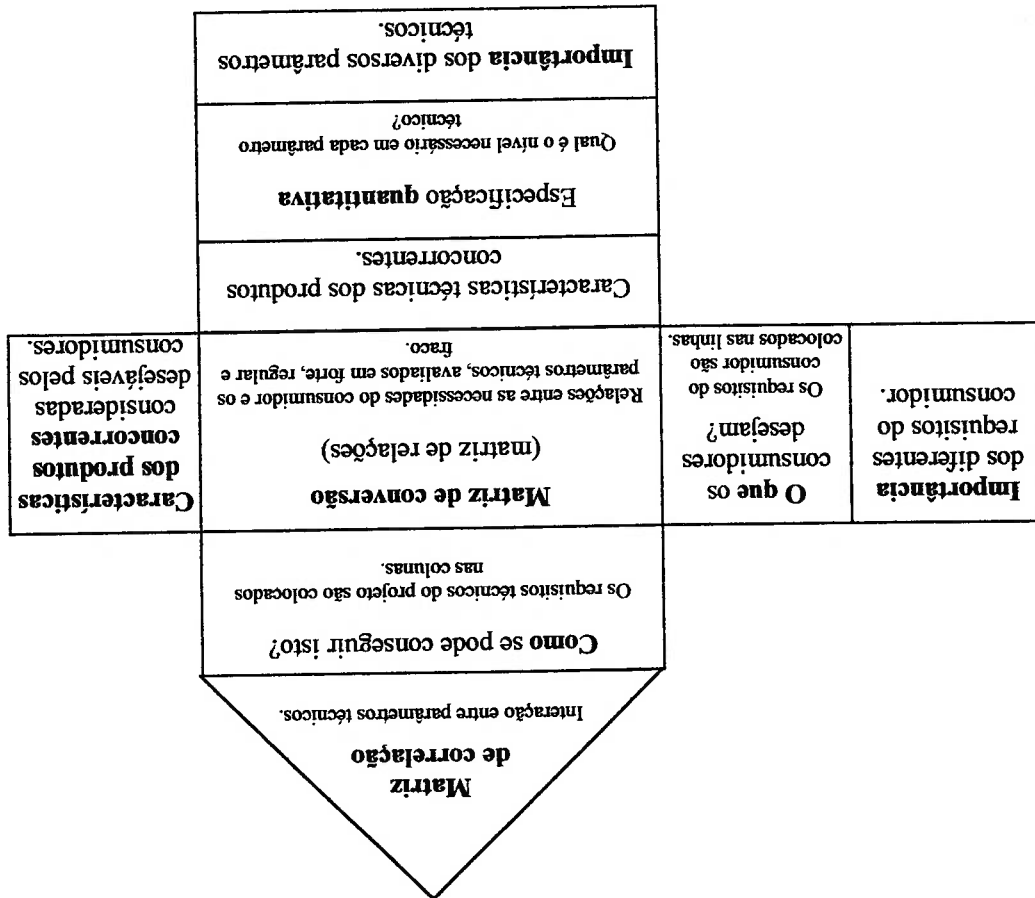 Matriz
de correlação
Interação entre parâmetros técnicos.
Como se pode conseguir isto?
Os requisitos técnicos do projeto são colocados
nas colunas.
Importância
dos diferentes
requisitos do
consumidor.
O que os
consumidores
desejam?
Os requisitos do
consumidor são
colocados nas linhas.
Matriz de conversão
(matriz de relações)
Relações entre as necessidades do consumidor e os
parâmetros técnicos, avaliados em forte, regular e
fraco.
Características
dos produtos
concorrentes
consideradas
desejáveis pelos
consumidores.
Características técnicas dos produtos
concorrentes.
Especificação quantitativa
Qual é o nível necessário em cada parâmetro
técnico?
Importância dos diversos parâmetros
técnicos.